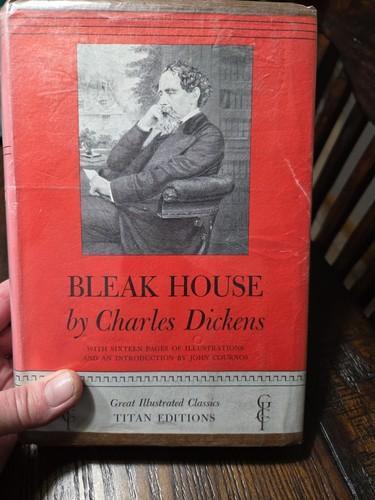 BLEAK HOUSE
by Charles Dickens
WITH SIXTEEN PAGES OF ILLUSTRATIONS
AND AN INTRODUCTION BY JOHN COURNOS
Great Illustrated Classics
TITAN EDITIONS